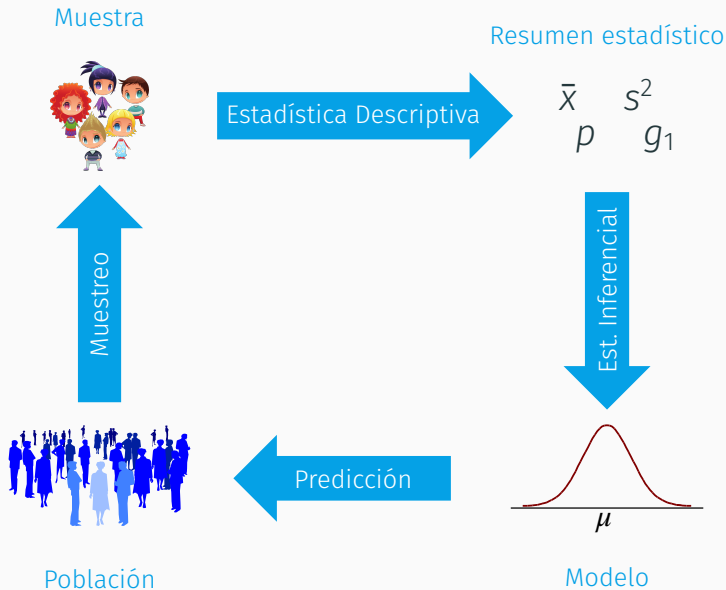 Muestra
Resumen estadístico
Estadística Descriptiva
x̄ s²
p g₁
Muestreo
Est. Inferencial
Predicción
μ
Población
Modelo